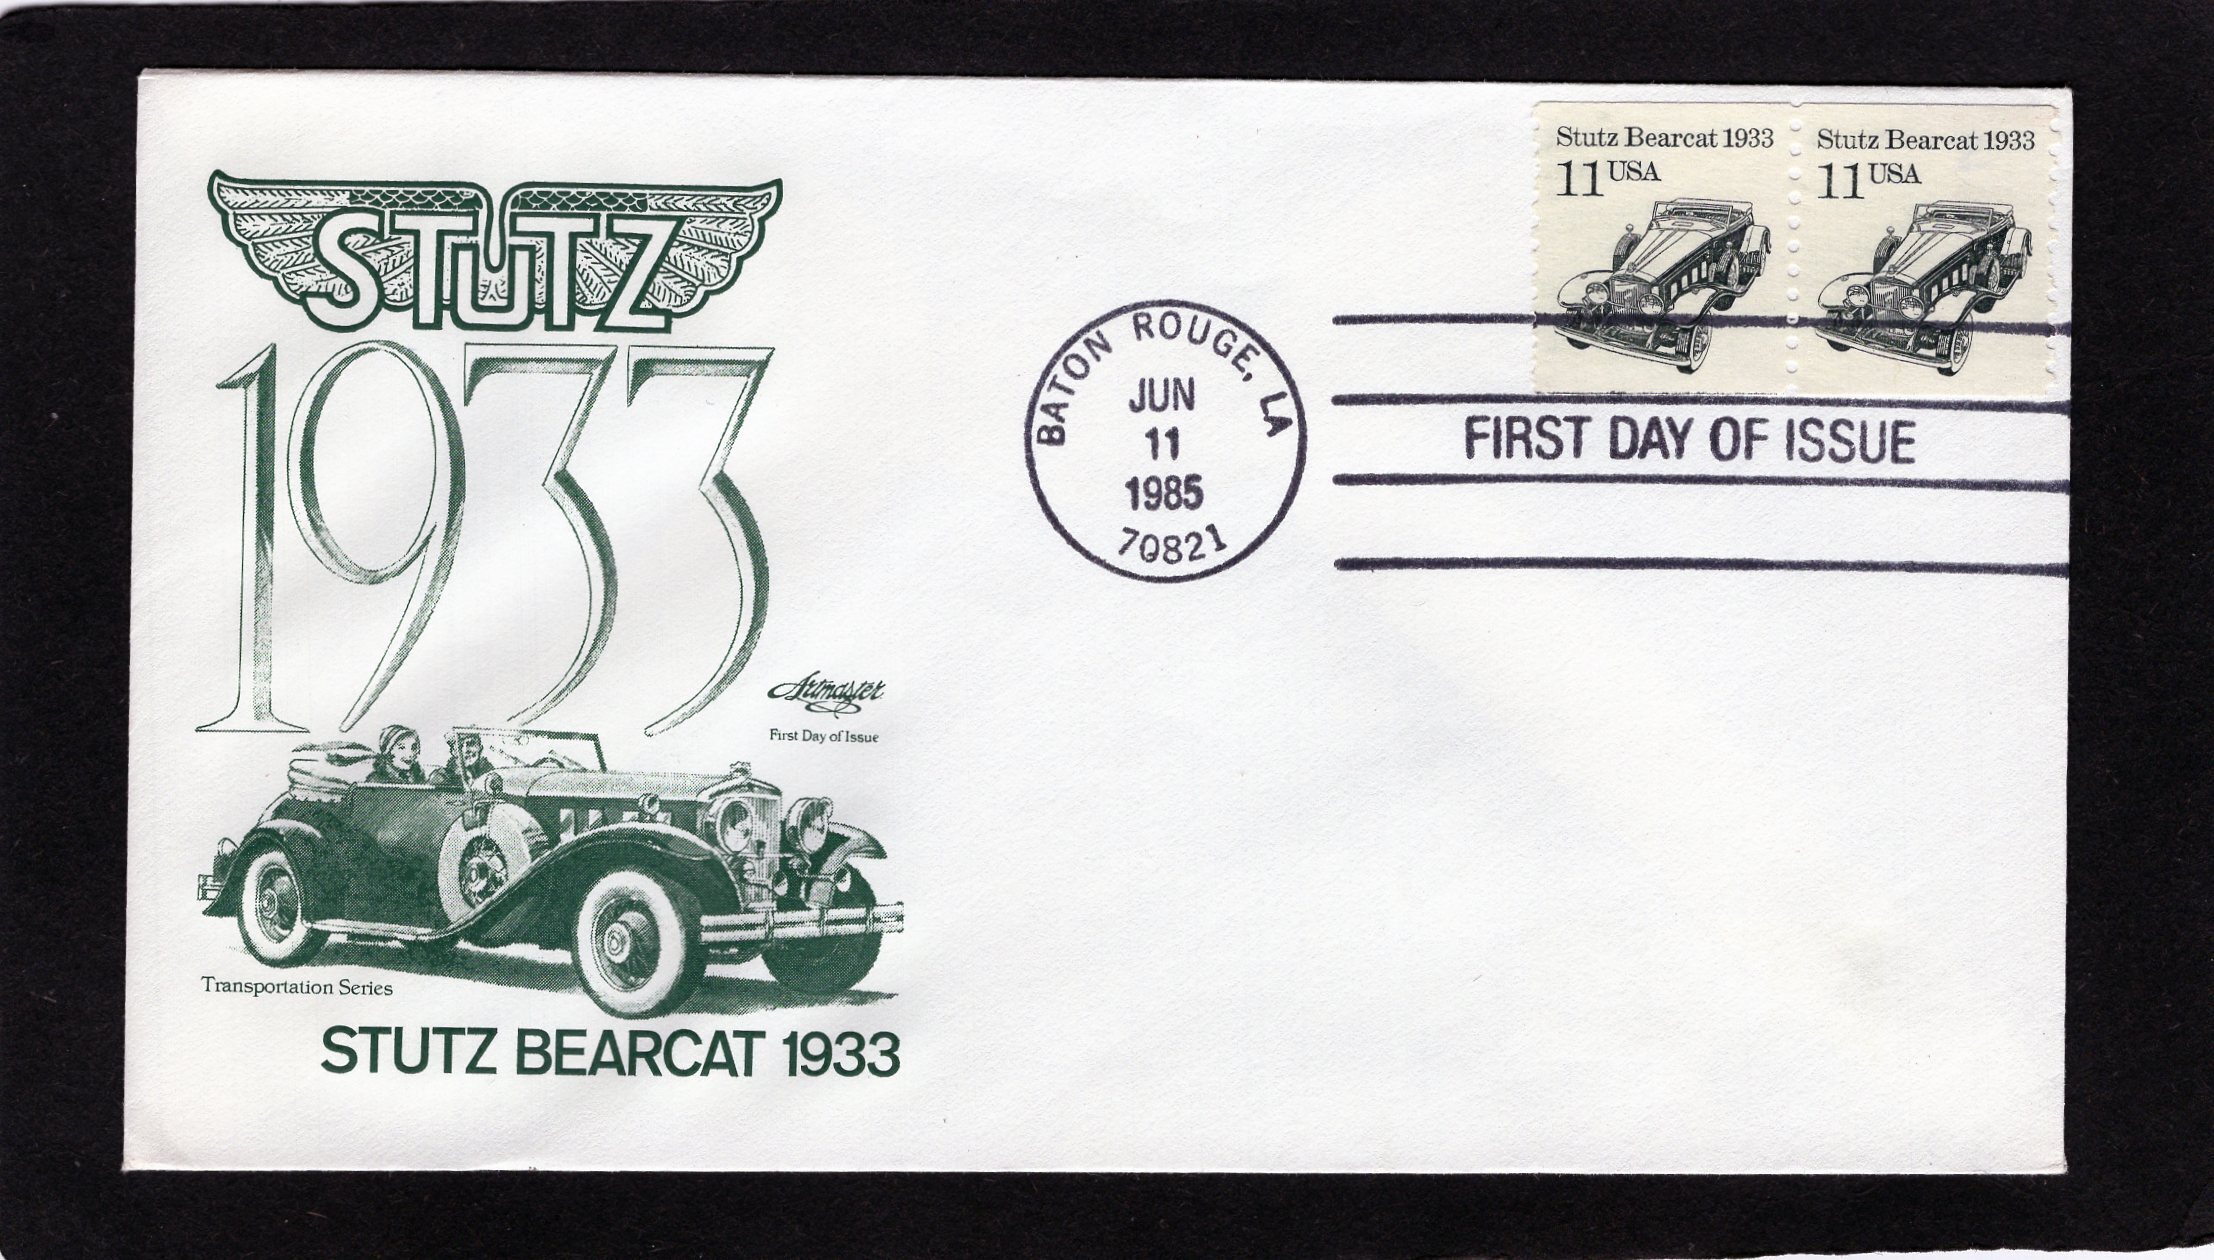 STUTZ
1933
Artmaster
First Day of Issue
Transportation Series
STUTZ BEARCAT 1933
BATON ROUGE, LA
JUN
11
1985
70821
Stutz Bearcat 1933
11 USA
Stutz Bearcat 1933
11 USA
FIRST DAY OF ISSUE